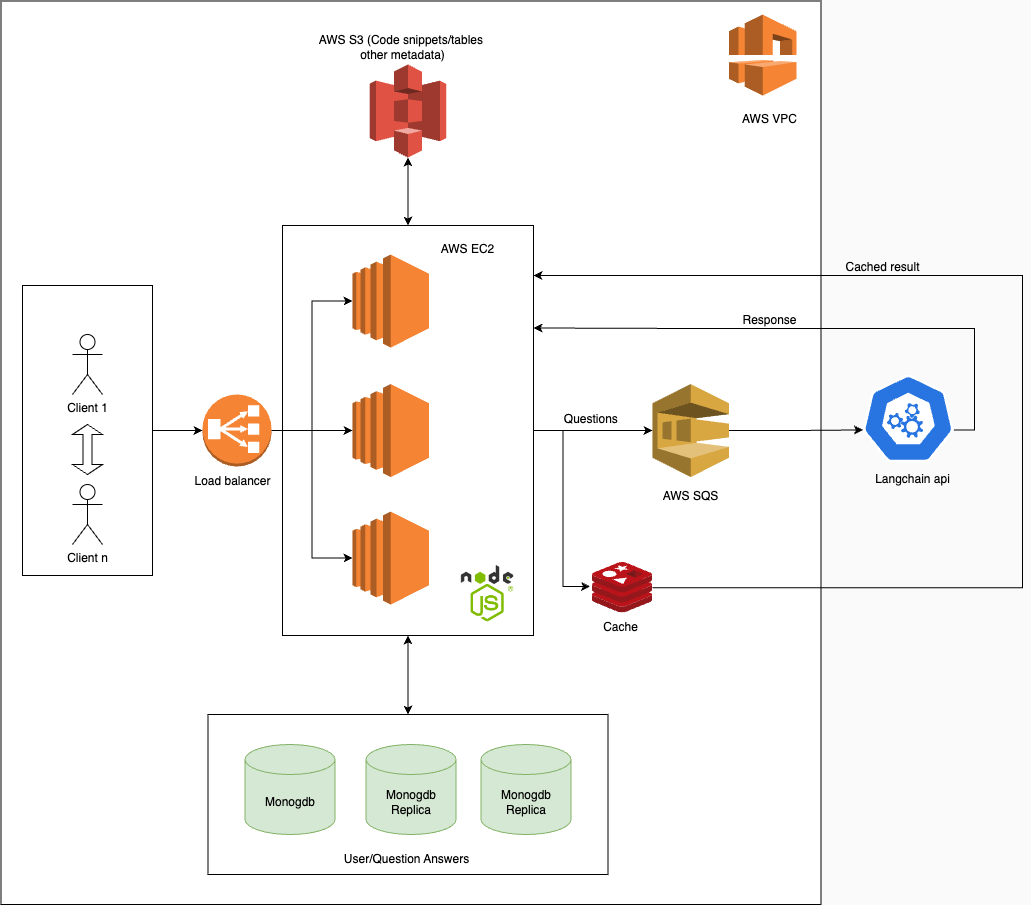 AWS S3 (Code snippets/tables
other metadata)
AWS VPC
AWS EC2
Cached result
Response
Client 1
Questions
Load balancer
AWS SQS
Langchain api
Client n
node
JS
®
Cache
Monogdb
Monogdb
Replica
Monogdb
Replica
User/Question Answers